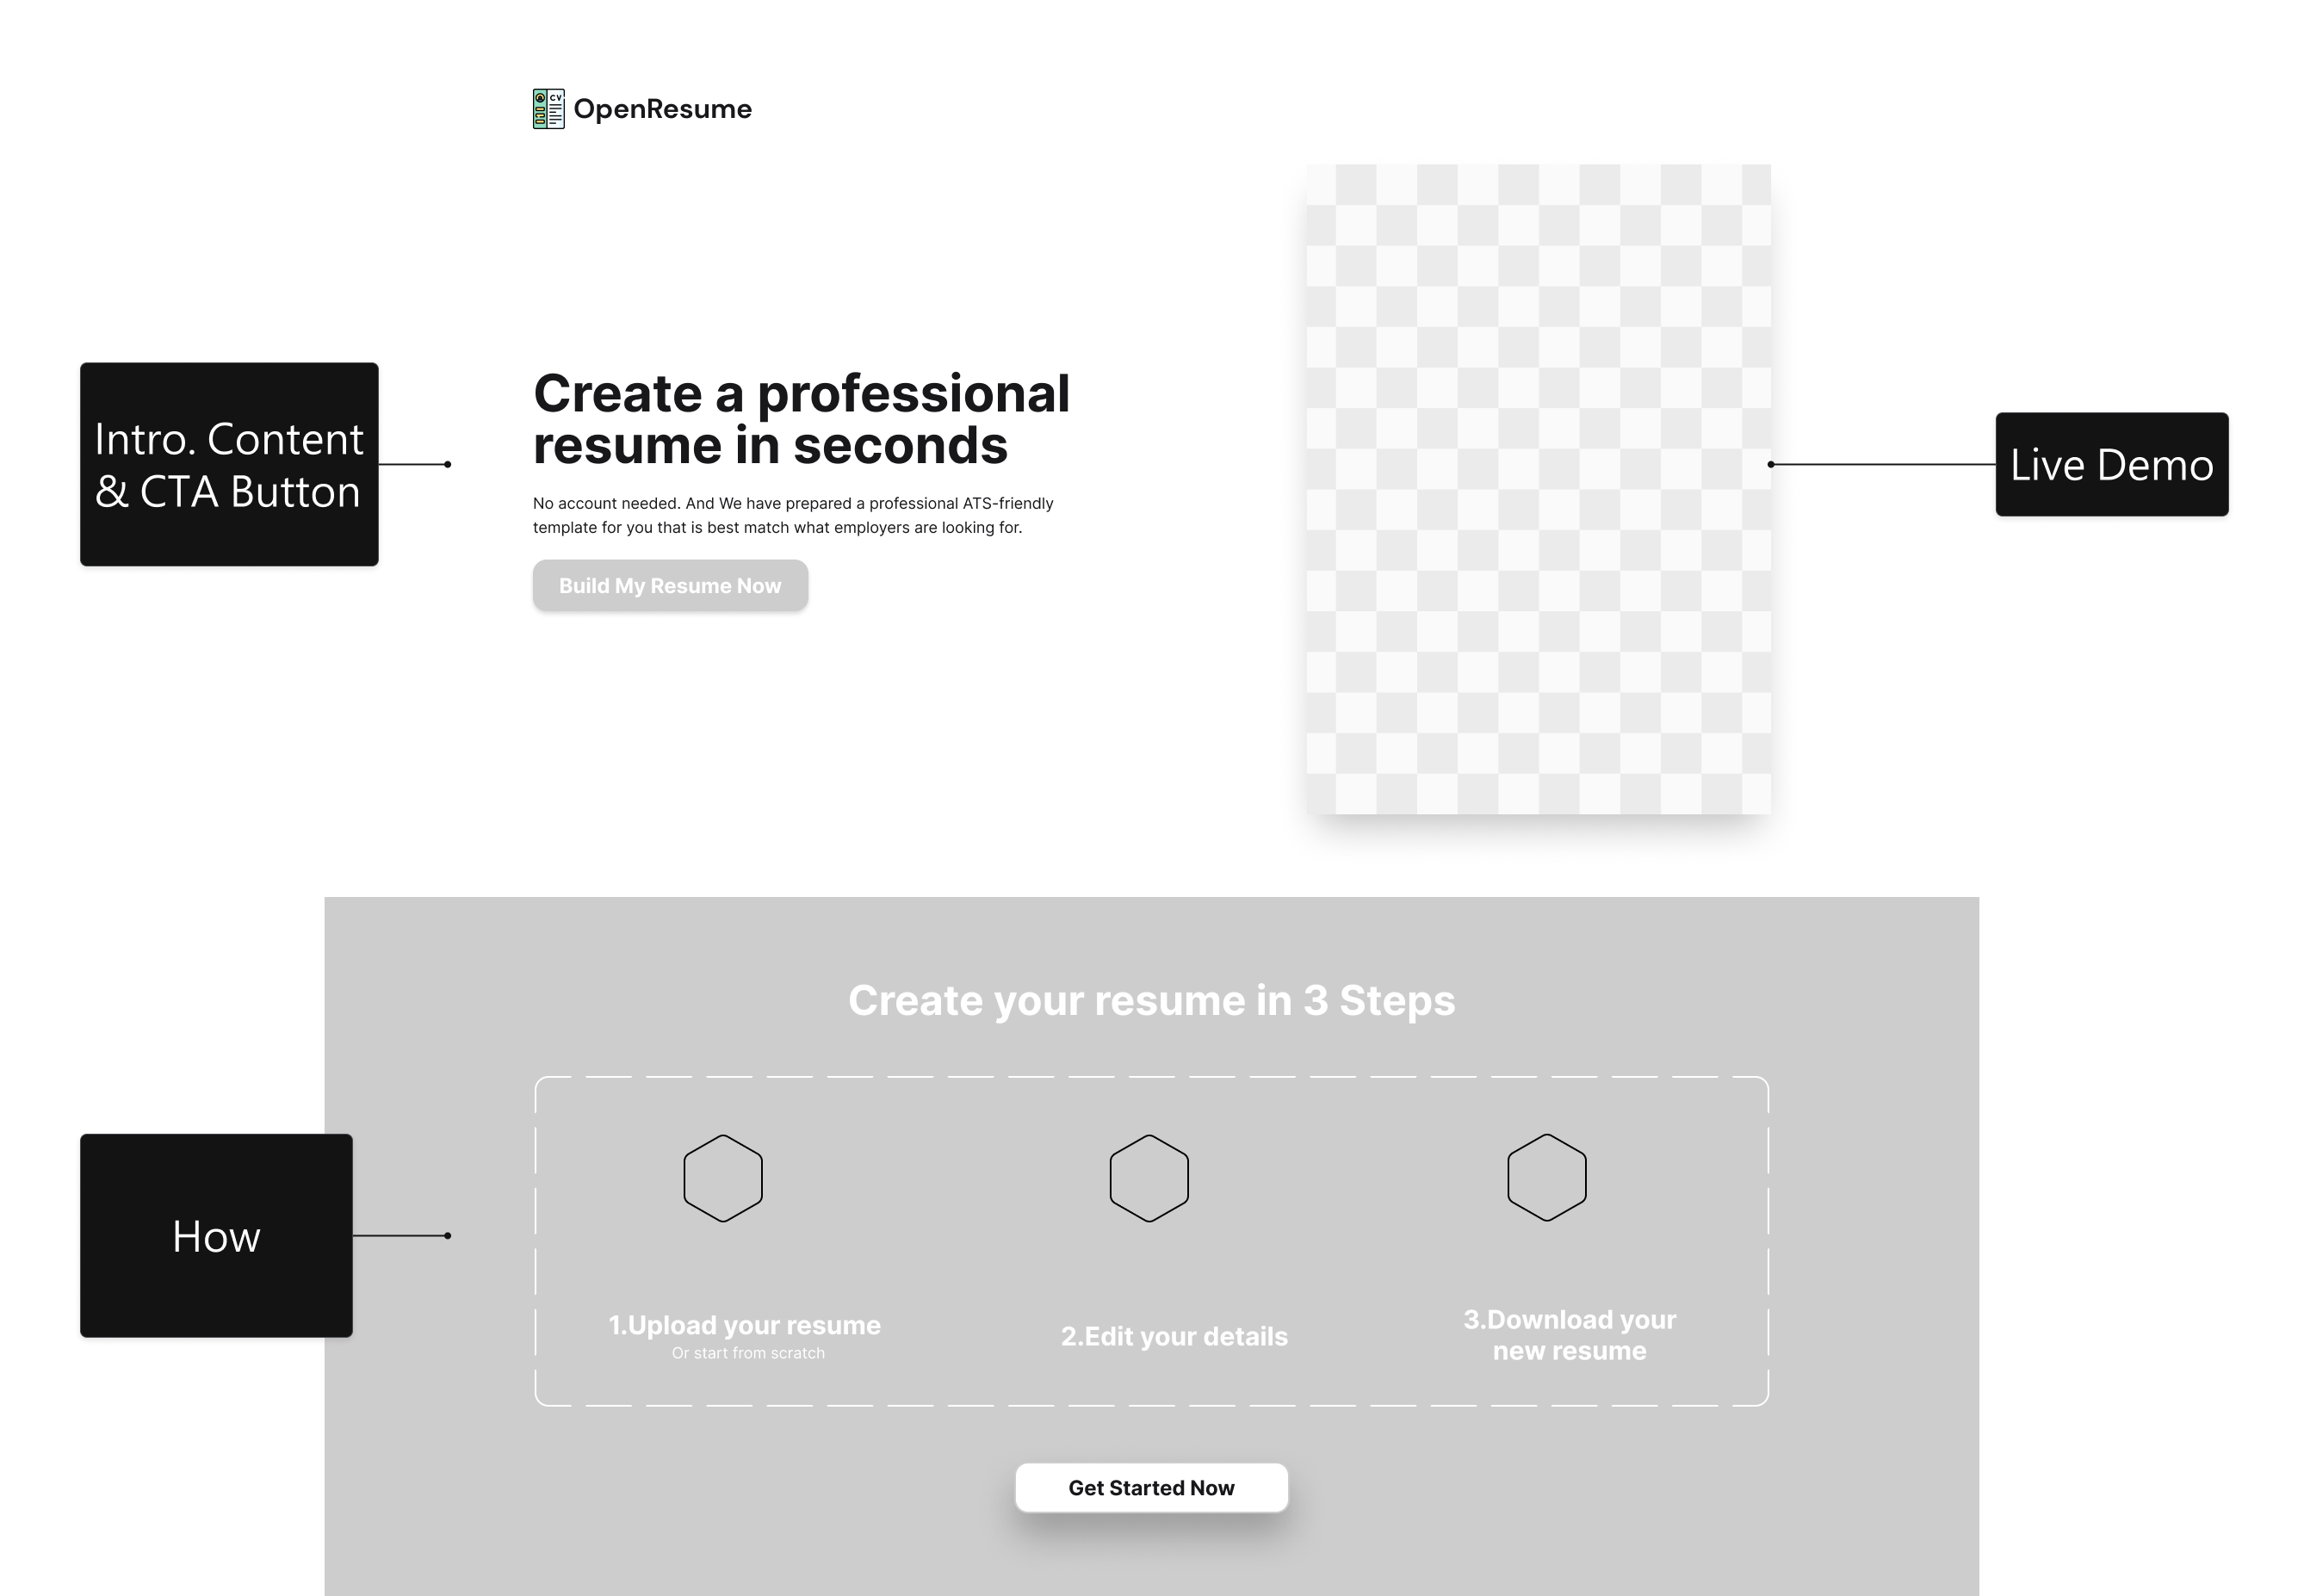 CV
OpenResume
Intro. Content
& CTA Button
Create a professional
resume in seconds
No account needed. And We have prepared a professional ATS-friendly
template for you that is best match what employers are looking for.
Build My Resume Now
Live Demo
Create your resume in 3 Steps
How
1.Upload your resume
Or start from scratch
2.Edit your details
3.Download your
new resume
Get Started Now